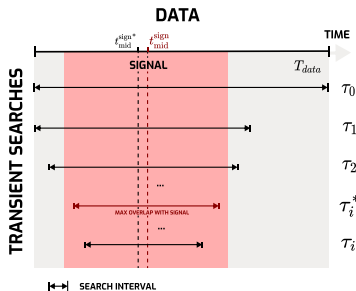 DATA
TIME
t_mid^sign* t_mid^sign
SIGNAL
T_data
TRANSIENT SEARCHES
τ_0
τ_1
τ_2
...
τ_i^*
MAX OVERLAP WITH SIGNAL
...
τ_i
SEARCH INTERVAL